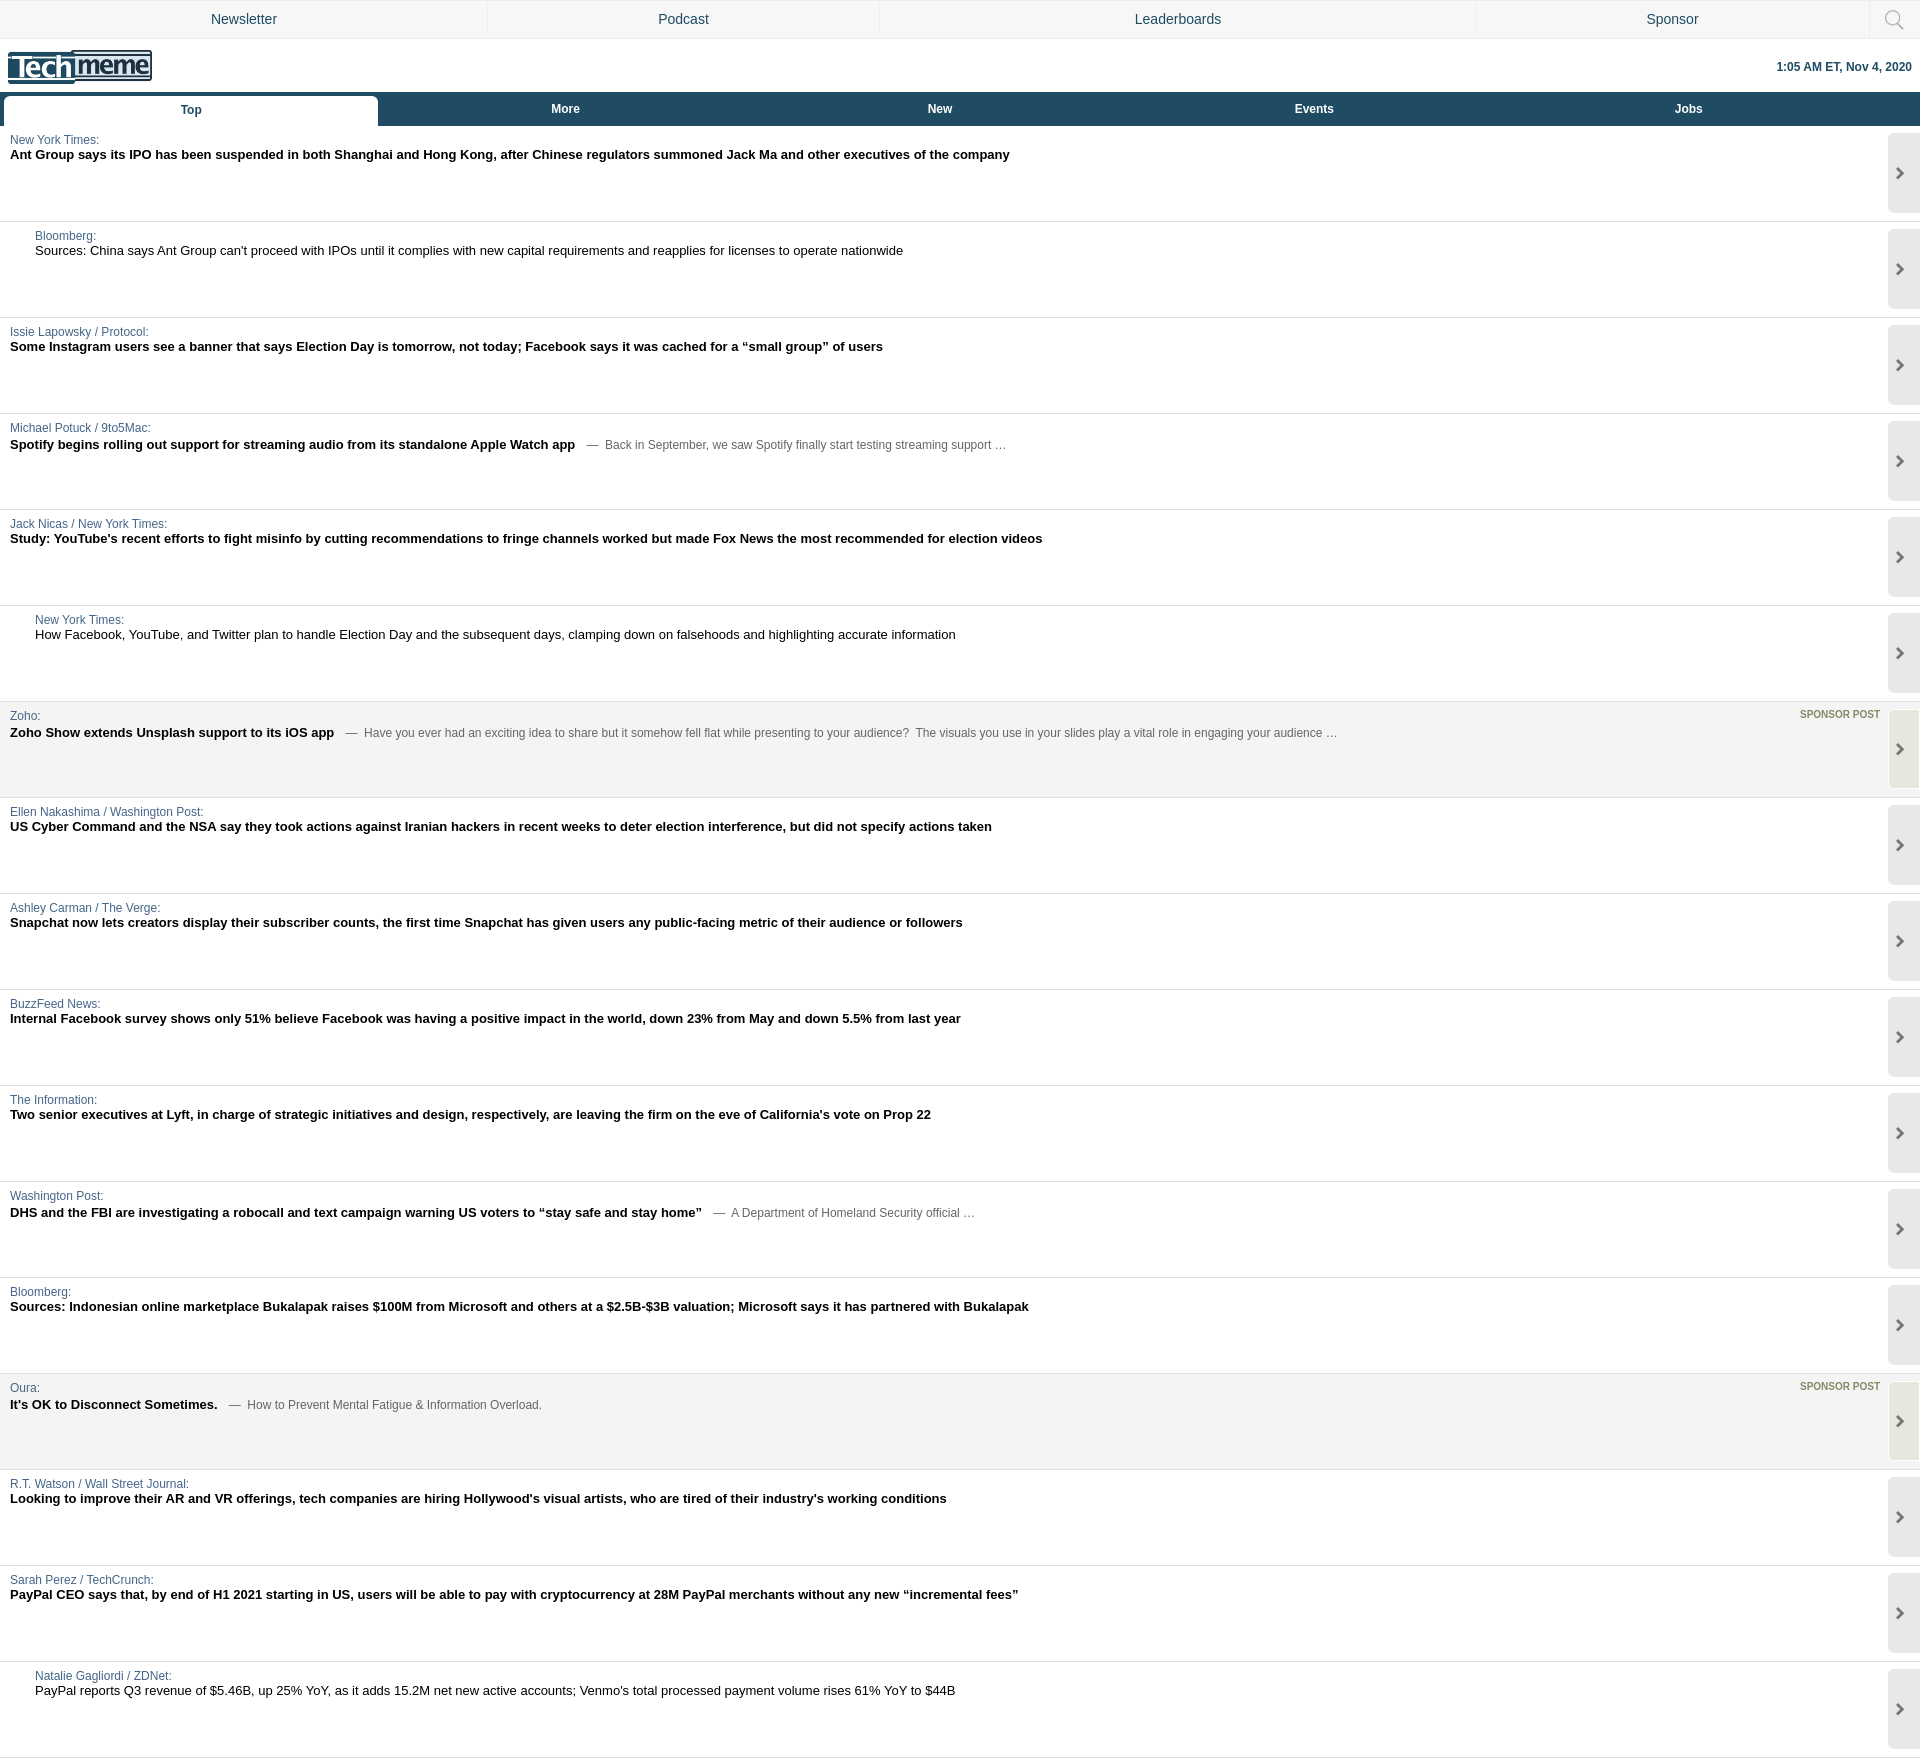 Newsletter
Podcast
Leaderboards
Sponsor
Techmeme
1:05 AM ET, Nov 4, 2020
Top
More
New
Events
Jobs
New York Times:
Ant Group says its IPO has been suspended in both Shanghai and Hong Kong, after Chinese regulators summoned Jack Ma and other executives of the company
Bloomberg:
Sources: China says Ant Group can't proceed with IPOs until it complies with new capital requirements and reapplies for licenses to operate nationwide
Issie Lapowsky / Protocol:
Some Instagram users see a banner that says Election Day is tomorrow, not today; Facebook says it was cached for a “small group” of users
Michael Potuck / 9to5Mac:
Spotify begins rolling out support for streaming audio from its standalone Apple Watch app — Back in September, we saw Spotify finally start testing streaming support …
Jack Nicas / New York Times:
Study: YouTube's recent efforts to fight misinfo by cutting recommendations to fringe channels worked but made Fox News the most recommended for election videos
New York Times:
How Facebook, YouTube, and Twitter plan to handle Election Day and the subsequent days, clamping down on falsehoods and highlighting accurate information
Zoho:
SPONSOR POST
Zoho Show extends Unsplash support to its iOS app — Have you ever had an exciting idea to share but it somehow fell flat while presenting to your audience? The visuals you use in your slides play a vital role in engaging your audience …
Ellen Nakashima / Washington Post:
US Cyber Command and the NSA say they took actions against Iranian hackers in recent weeks to deter election interference, but did not specify actions taken
Ashley Carman / The Verge:
Snapchat now lets creators display their subscriber counts, the first time Snapchat has given users any public-facing metric of their audience or followers
BuzzFeed News:
Internal Facebook survey shows only 51% believe Facebook was having a positive impact in the world, down 23% from May and down 5.5% from last year
The Information:
Two senior executives at Lyft, in charge of strategic initiatives and design, respectively, are leaving the firm on the eve of California's vote on Prop 22
Washington Post:
DHS and the FBI are investigating a robocall and text campaign warning US voters to “stay safe and stay home” — A Department of Homeland Security official …
Bloomberg:
Sources: Indonesian online marketplace Bukalapak raises $100M from Microsoft and others at a $2.5B-$3B valuation; Microsoft says it has partnered with Bukalapak
Oura:
SPONSOR POST
It's OK to Disconnect Sometimes. — How to Prevent Mental Fatigue & Information Overload.
R.T. Watson / Wall Street Journal:
Looking to improve their AR and VR offerings, tech companies are hiring Hollywood's visual artists, who are tired of their industry's working conditions
Sarah Perez / TechCrunch:
PayPal CEO says that, by end of H1 2021 starting in US, users will be able to pay with cryptocurrency at 28M PayPal merchants without any new “incremental fees”
Natalie Gagliordi / ZDNet:
PayPal reports Q3 revenue of $5.46B, up 25% YoY, as it adds 15.2M net new active accounts; Venmo's total processed payment volume rises 61% YoY to $44B